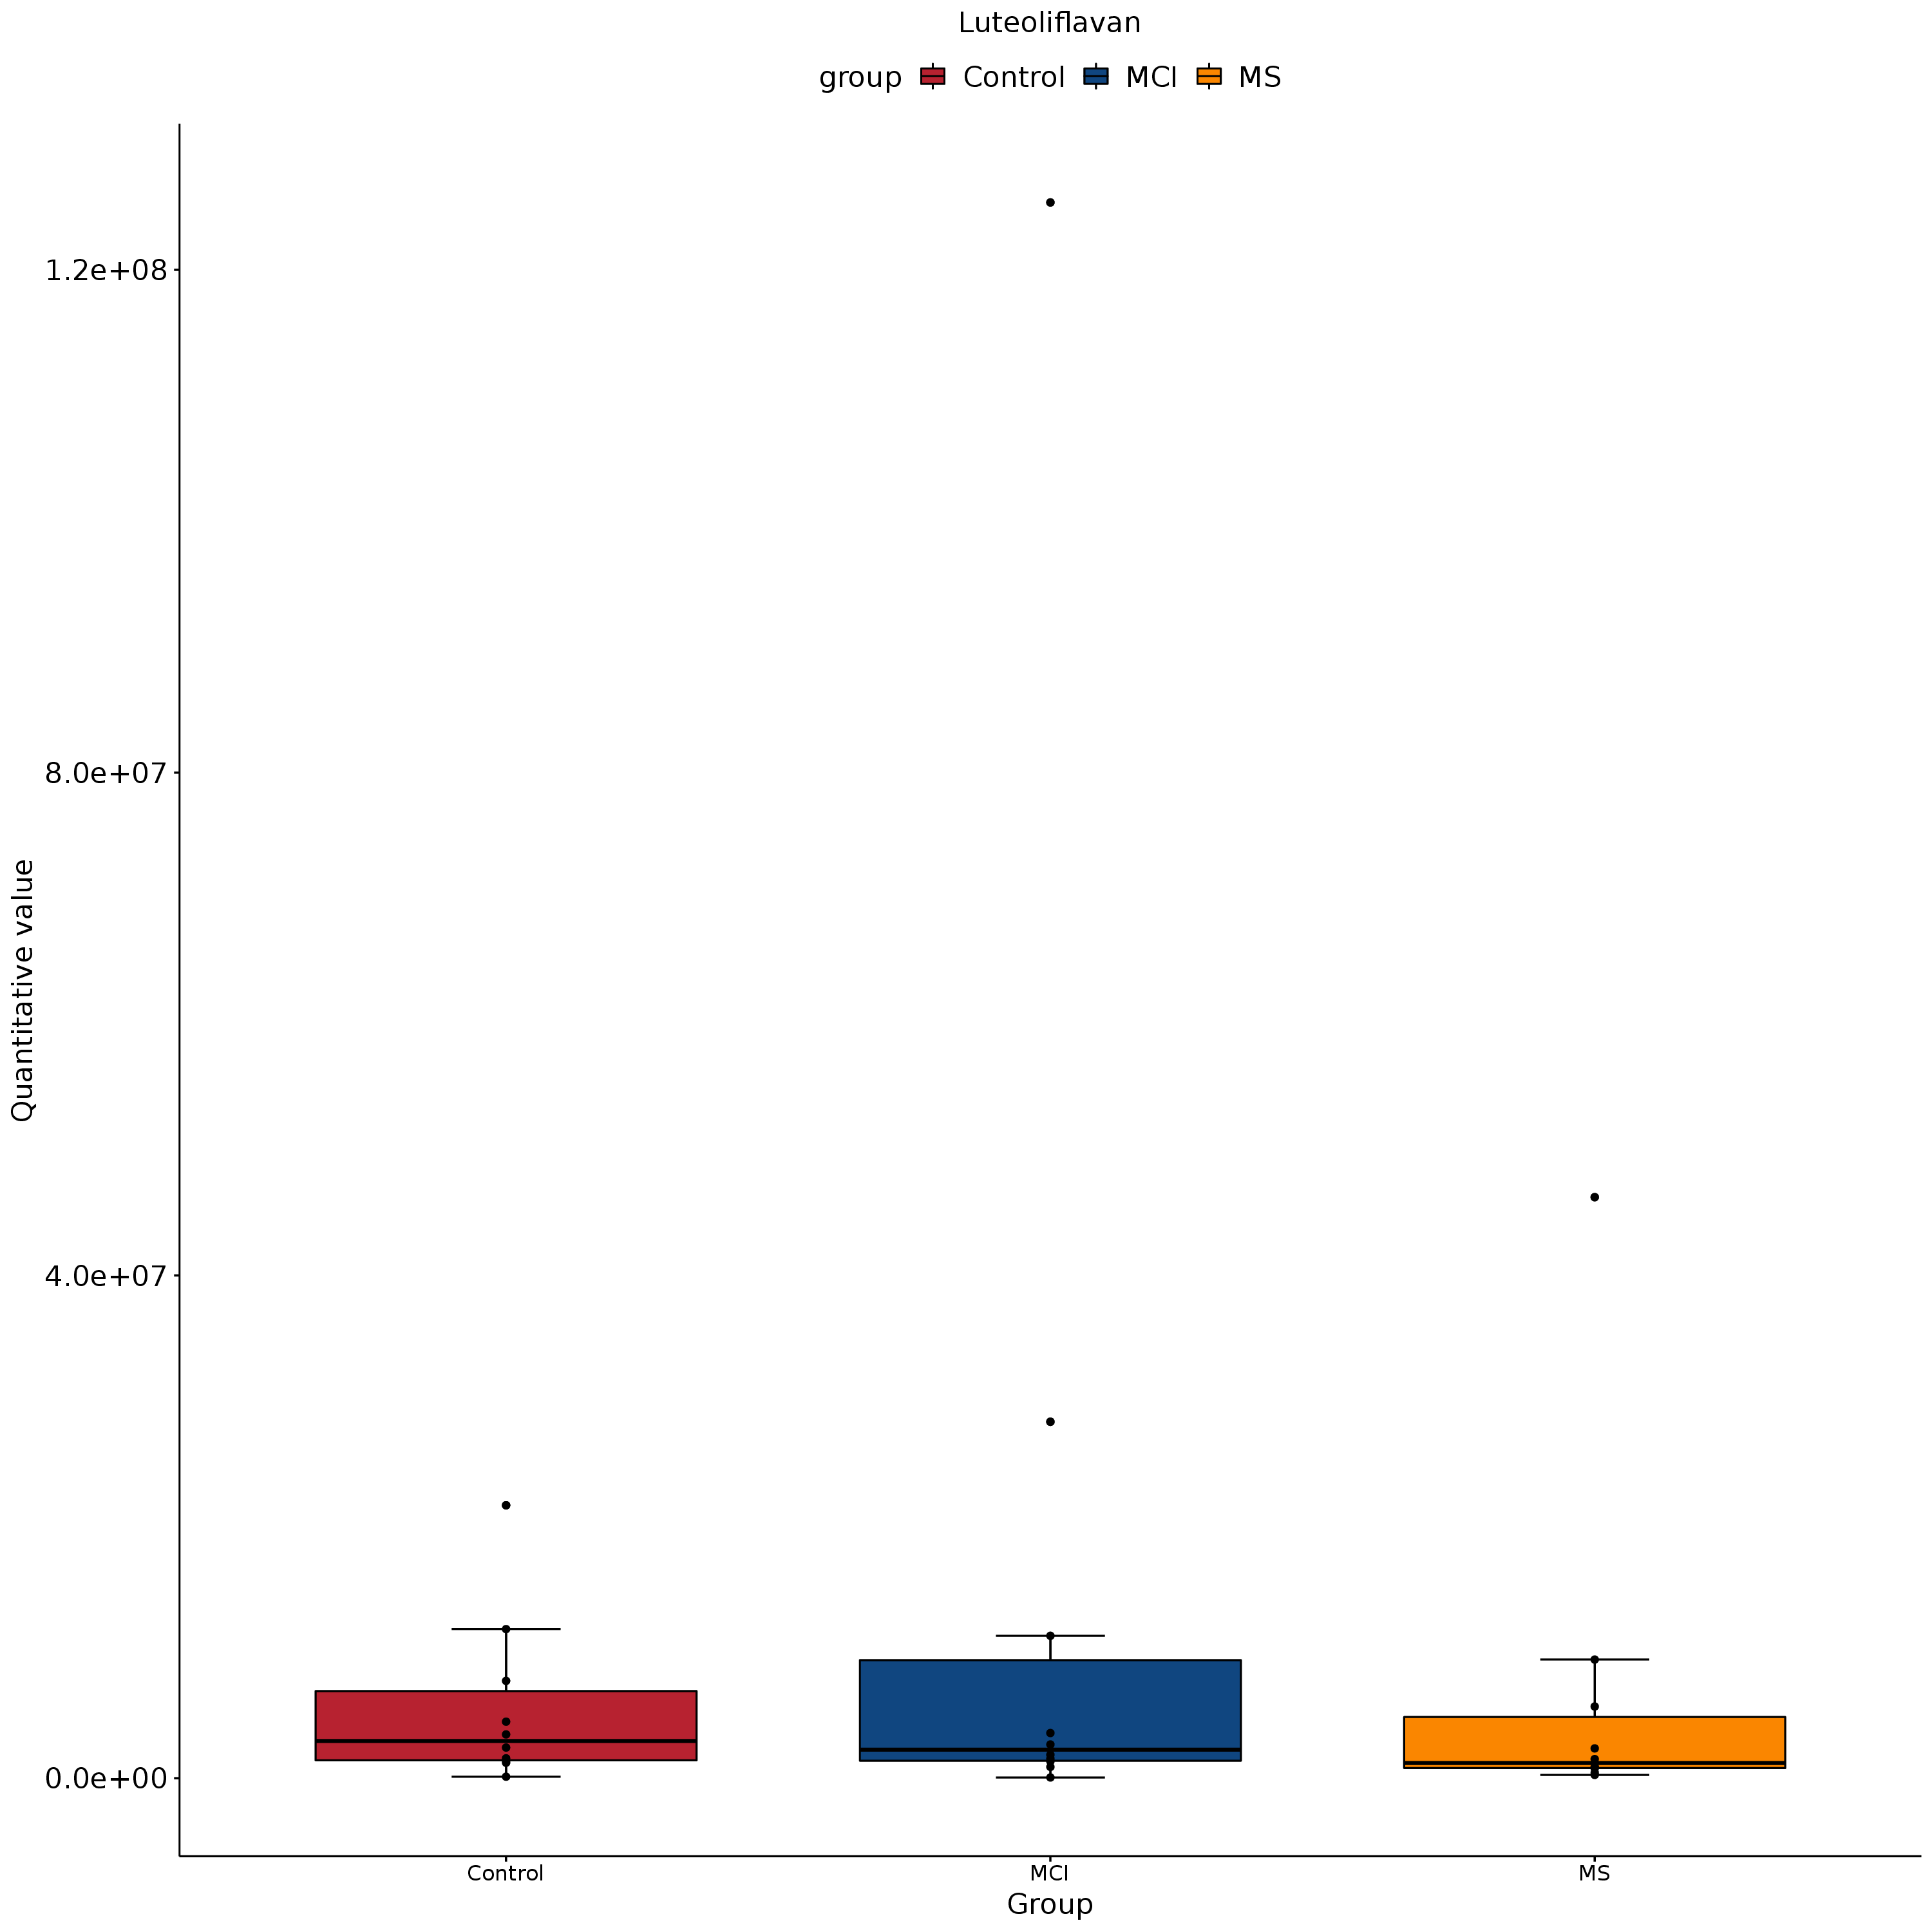 Luteoliflavan
group Control MCI MS
1.2e+08
8.0e+07
4.0e+07
0.0e+00
Quantitative value
Control MCI MS
Group